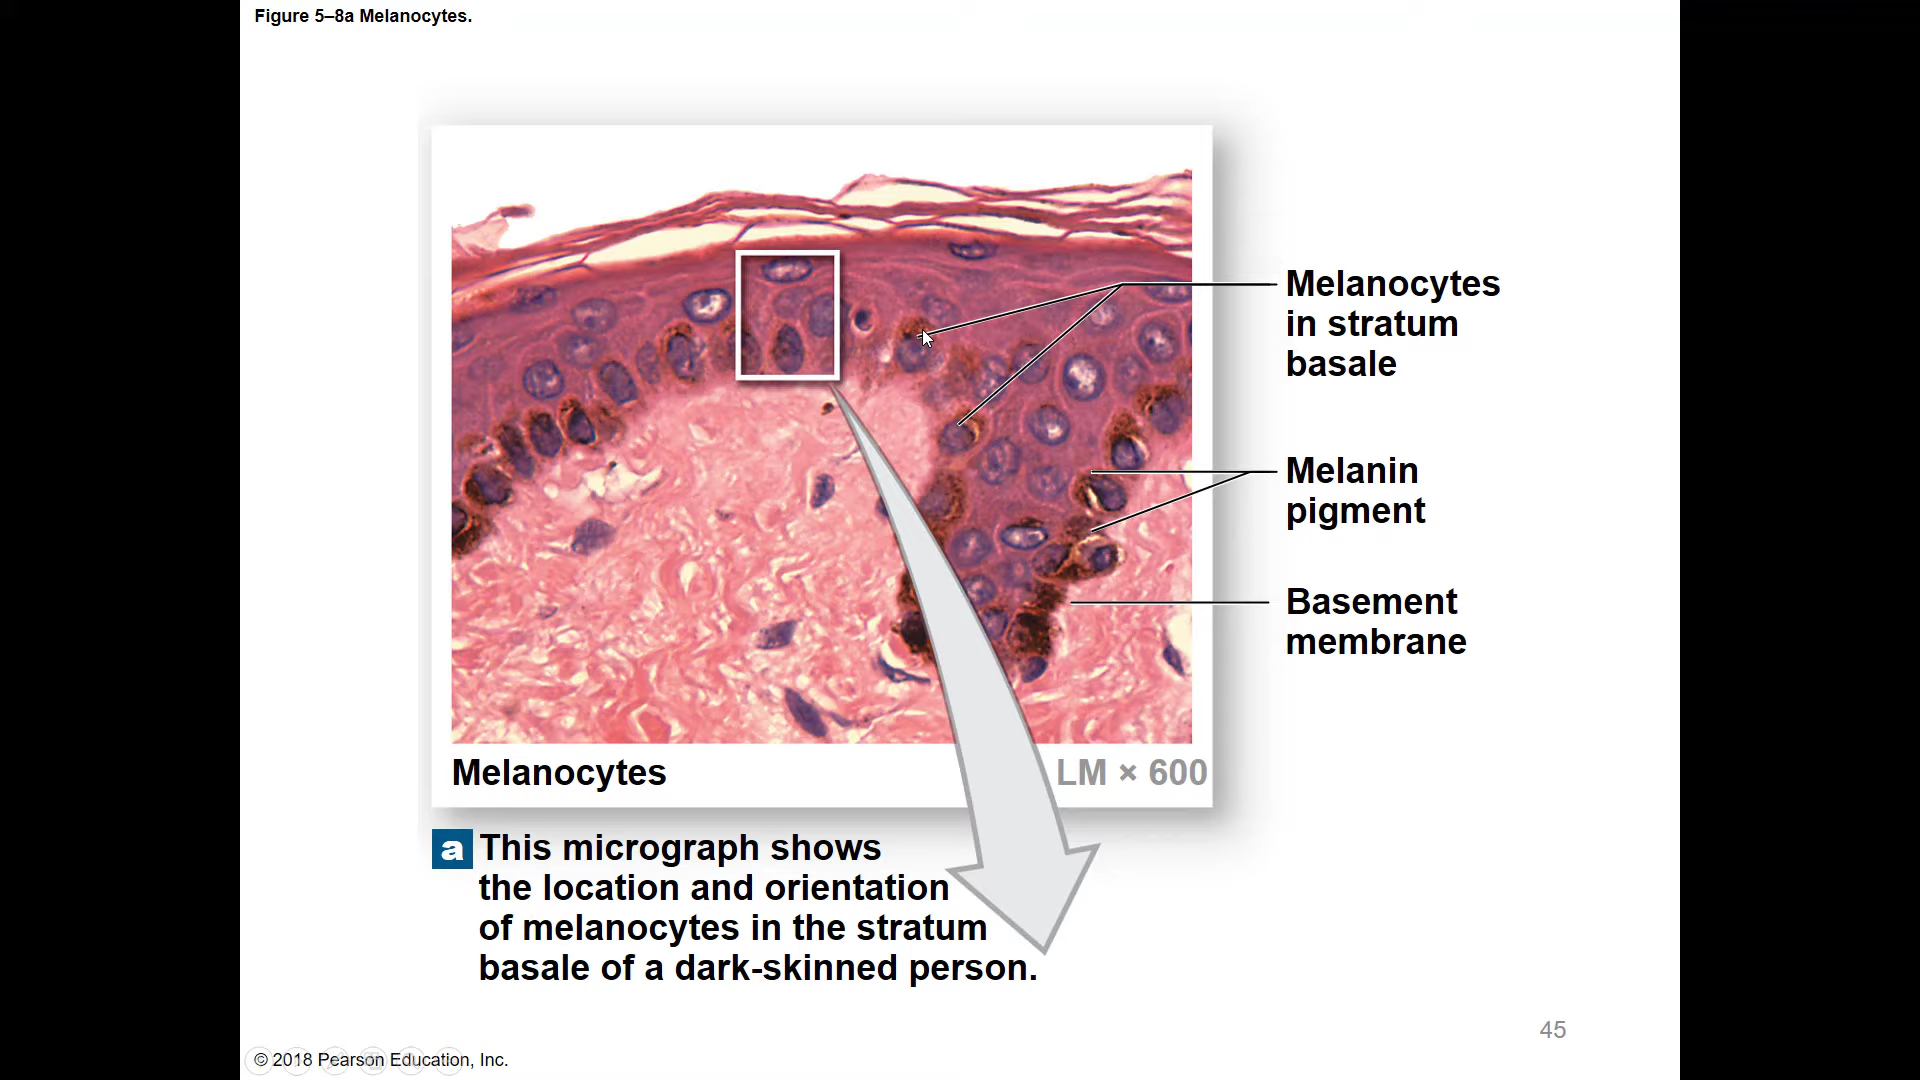 Figure 5–8a Melanocytes.
Melanocytes
in stratum
basale
Melanin
pigment
Basement
membrane
Melanocytes
LM × 600
a This micrograph shows
the location and orientation
of melanocytes in the stratum
basale of a dark-skinned person.
45
© 2018 Pearson Education, Inc.